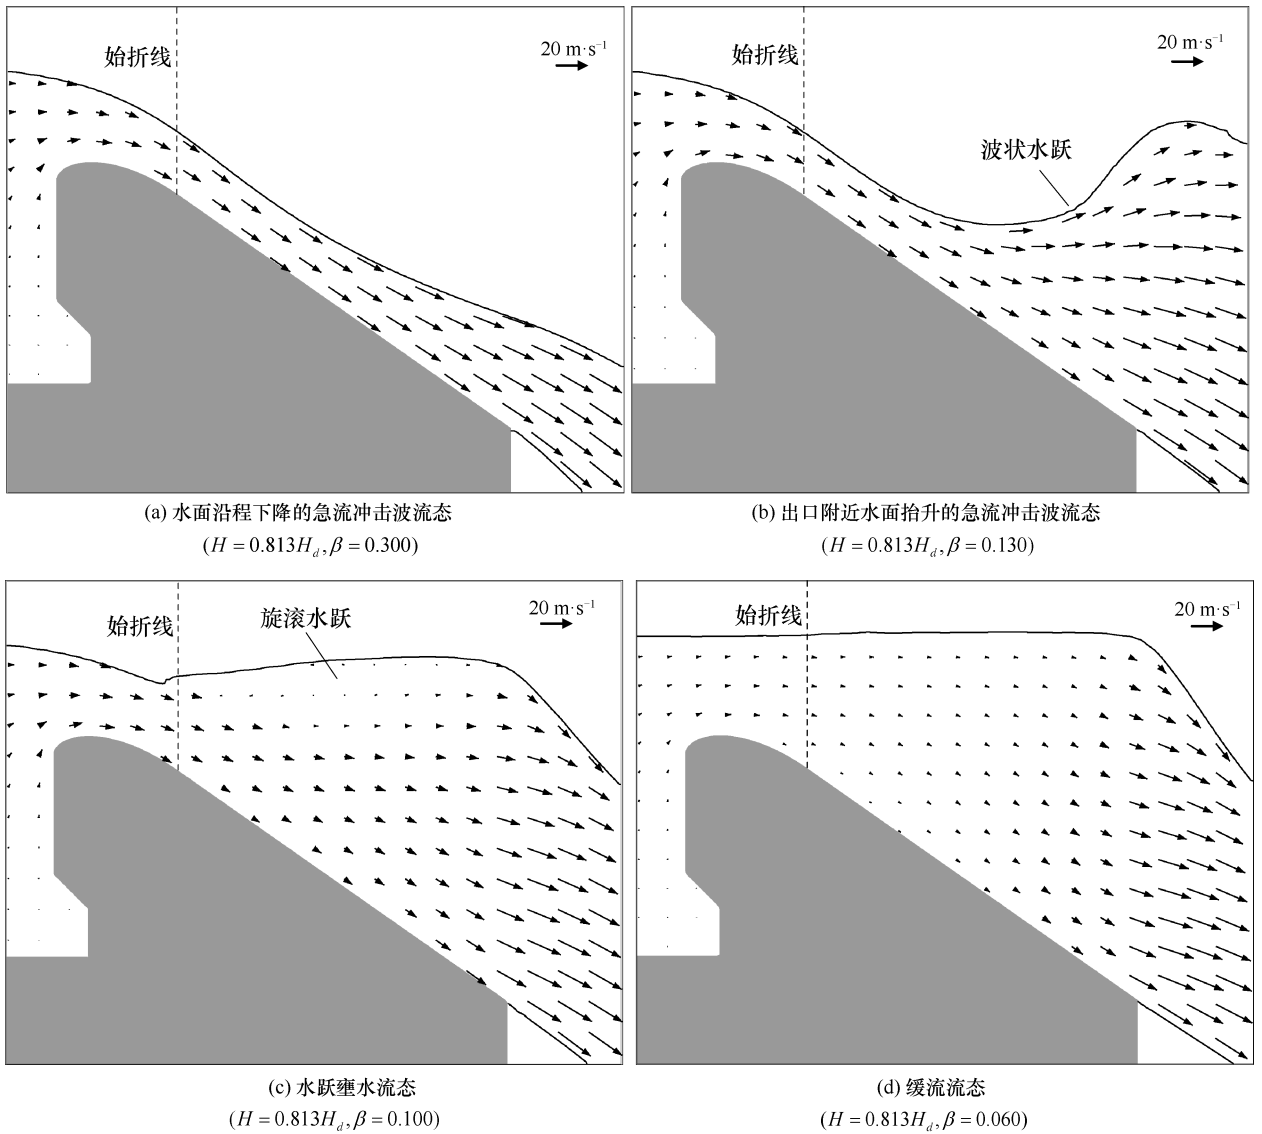 始折线
20 m·s⁻¹
始折线
20 m·s⁻¹
波状水跃
(a) 水面沿程下降的急流冲击波流态
(H = 0.813H_d, β = 0.300)
(b) 出口附近水面抬升的急流冲击波流态
(H = 0.813H_d, β = 0.130)
始折线
旋滚水跃
20 m·s⁻¹
始折线
20 m·s⁻¹
(c) 水跃壅水流态
(H = 0.813H_d, β = 0.100)
(d) 缓流流态
(H = 0.813H_d, β = 0.060)